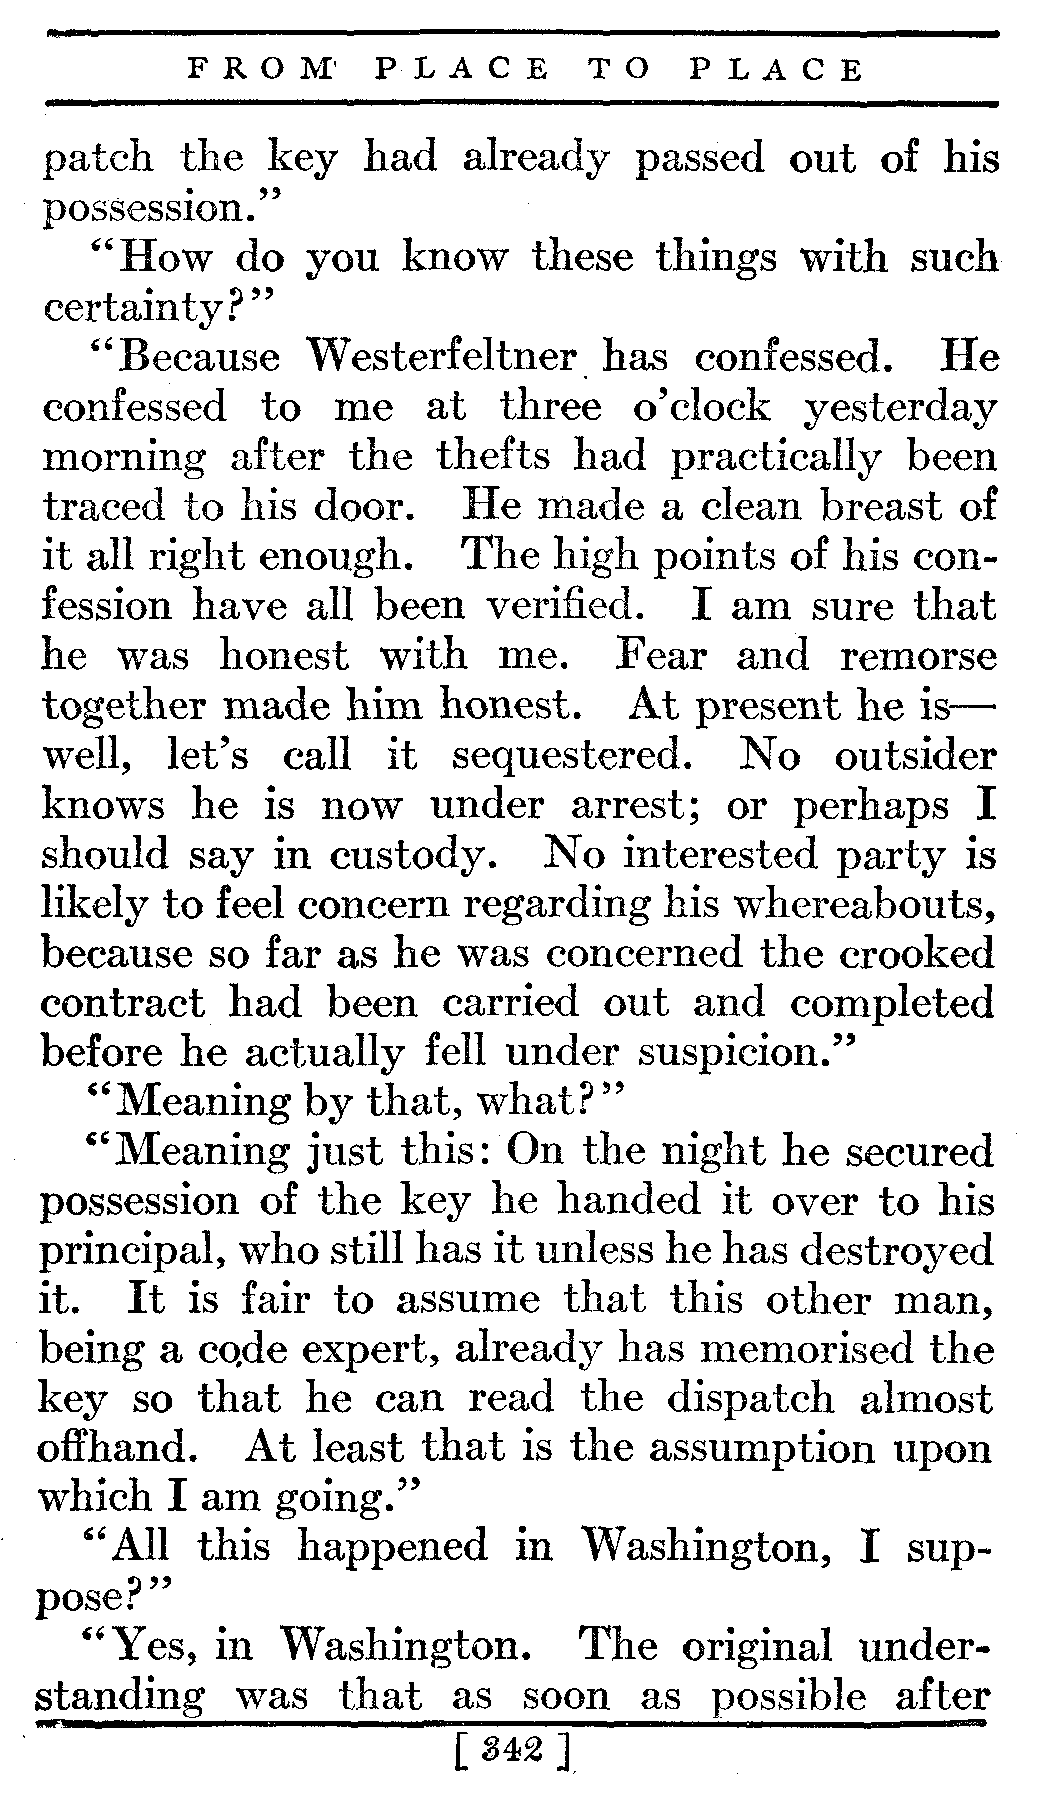 FROM PLACE TO PLACE
patch the key had already passed out of his
possession."
"How do you know these things with such
certainty?"
"Because Westerfeltner has confessed. He
confessed to me at three o'clock yesterday
morning after the thefts had practically been
traced to his door. He made a clean breast of
it all right enough. The high points of his con-
fession have all been verified. I am sure that
he was honest with me. Fear and remorse
together made him honest. At present he is—
well, let's call it sequestered. No outsider
knows he is now under arrest; or perhaps I
should say in custody. No interested party is
likely to feel concern regarding his whereabouts,
because so far as he was concerned the crooked
contract had been carried out and completed
before he actually fell under suspicion."
"Meaning by that, what?"
"Meaning just this: On the night he secured
possession of the key he handed it over to his
principal, who still has it unless he has destroyed
it. It is fair to assume that this other man,
being a code expert, already has memorised the
key so that he can read the dispatch almost
offhand. At least that is the assumption upon
which I am going."
"All this happened in Washington, I sup-
pose?"
"Yes, in Washington. The original under-
standing was that as soon as possible after
[ 342 ]